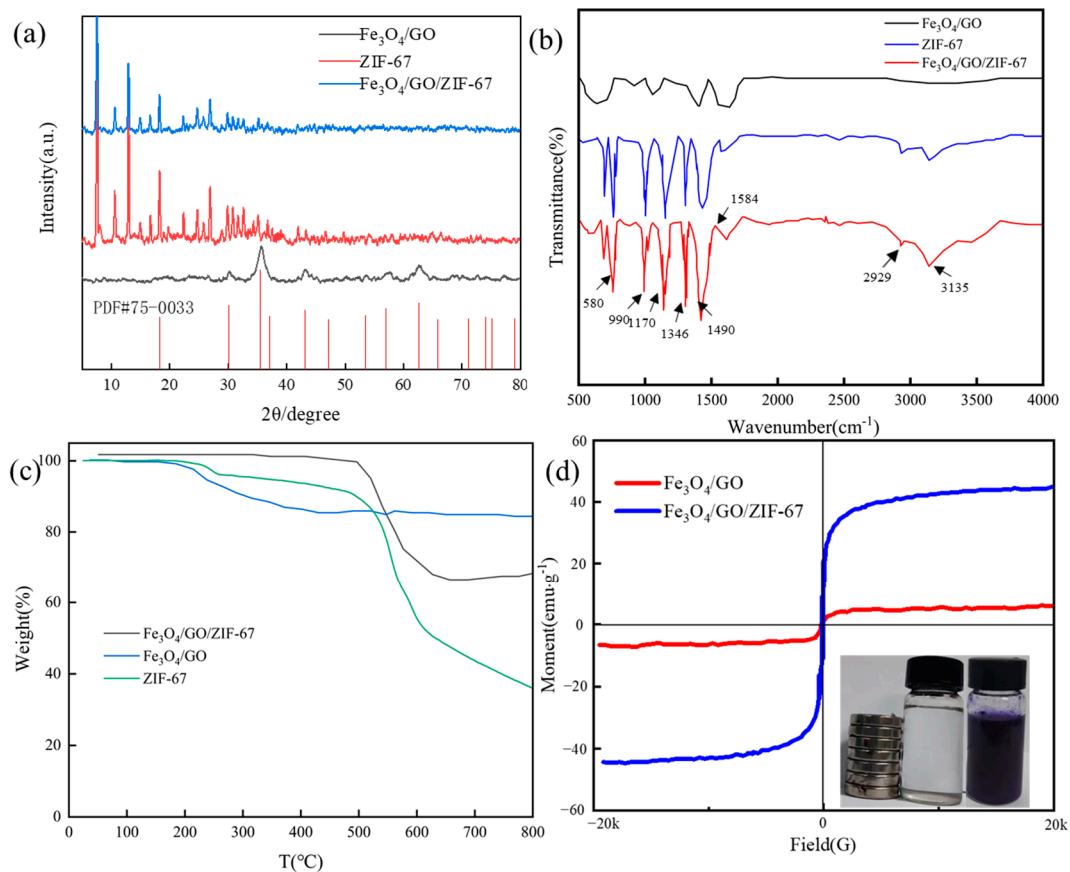 (a)
Fe3O4/GO
ZIF-67
Fe3O4/GO/ZIF-67
Intensity(a.u.)
PDF#75-0033
10 20 30 40 50 60 70 80
2θ/degree
(b)
Fe3O4/GO
ZIF-67
Fe3O4/GO/ZIF-67
Transmittance(%)
1584
580
990
1170
1346
1490
2929
3135
500 1000 1500 2000 2500 3000 3500 4000
Wavenumber(cm-1)
(c)
100
80
60
40
20
0
Weight(%)
Fe3O4/GO/ZIF-67
Fe3O4/GO
ZIF-67
0 100 200 300 400 500 600 700 800
T(℃)
(d)
60
40
20
0
−20
−40
−60
Moment(emu·g-1)
Fe3O4/GO
Fe3O4/GO/ZIF-67
−20k 0 20k
Field(G)